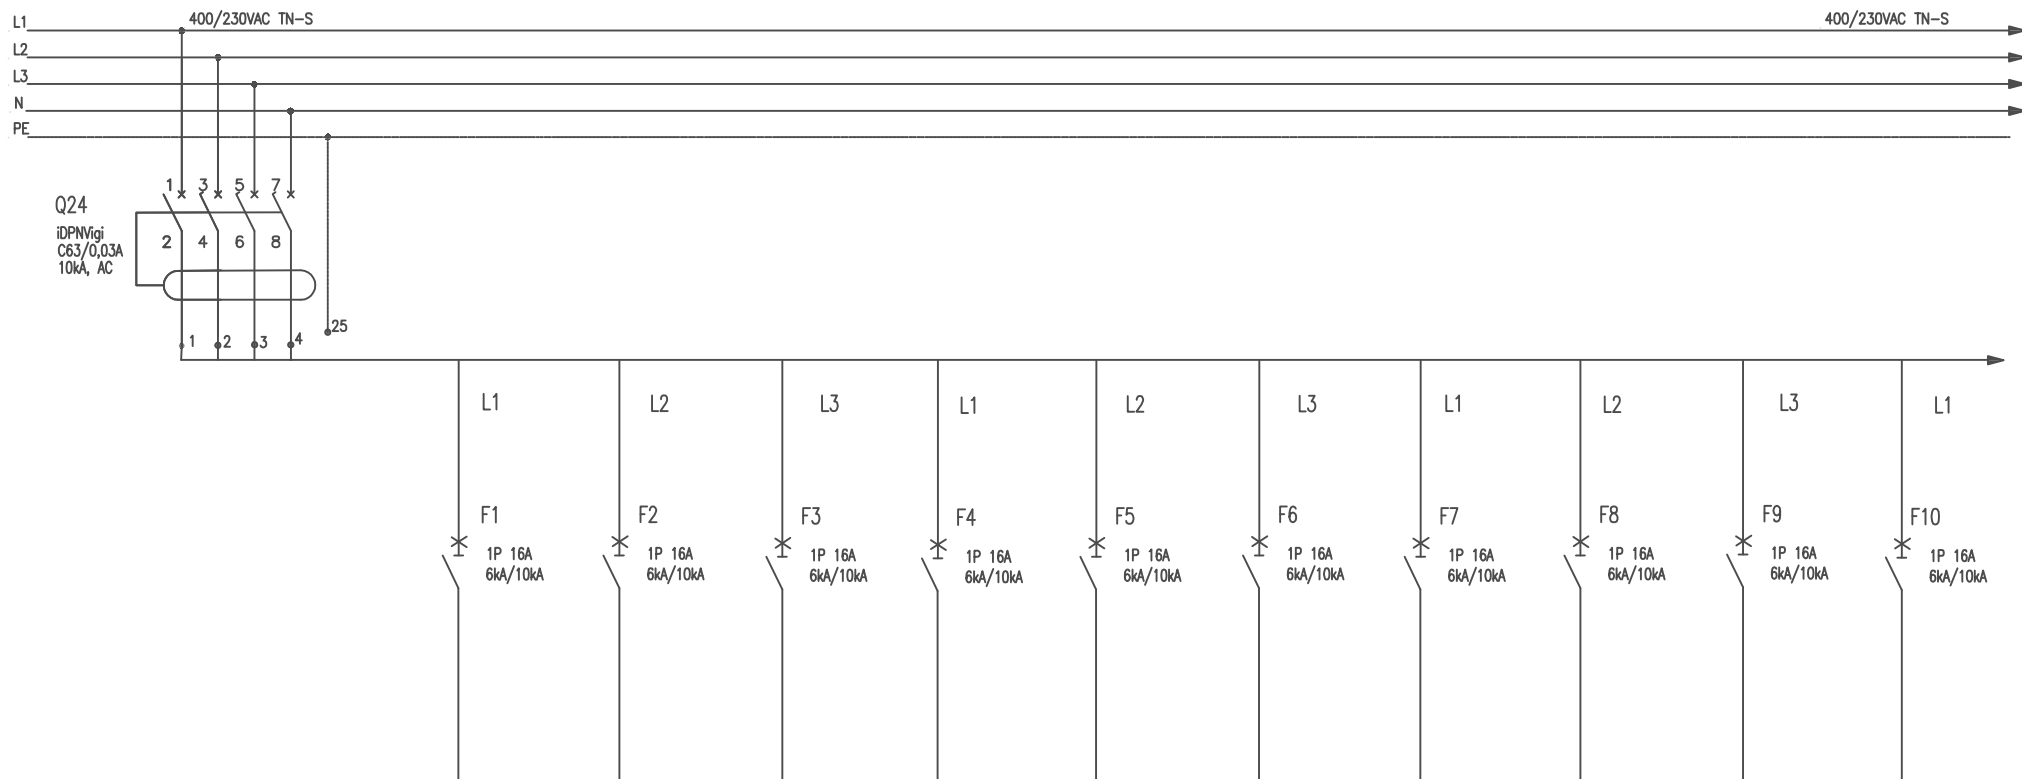 400/230VAC TN-S
400/230VAC TN-S
L1
L2
L3
N
PE
1 3 5 7
Q24
iDPNVigi
C63/0,03A
10kA, AC
2 4 6 8
25
1 2 3 4
L1 L2 L3 L1 L2 L3 L1 L2 L3 L1
F1 F2 F3 F4 F5 F6 F7 F8 F9 F10
1P 16A
6kA/10kA
1P 16A
6kA/10kA
1P 16A
6kA/10kA
1P 16A
6kA/10kA
1P 16A
6kA/10kA
1P 16A
6kA/10kA
1P 16A
6kA/10kA
1P 16A
6kA/10kA
1P 16A
6kA/10kA
1P 16A
6kA/10kA